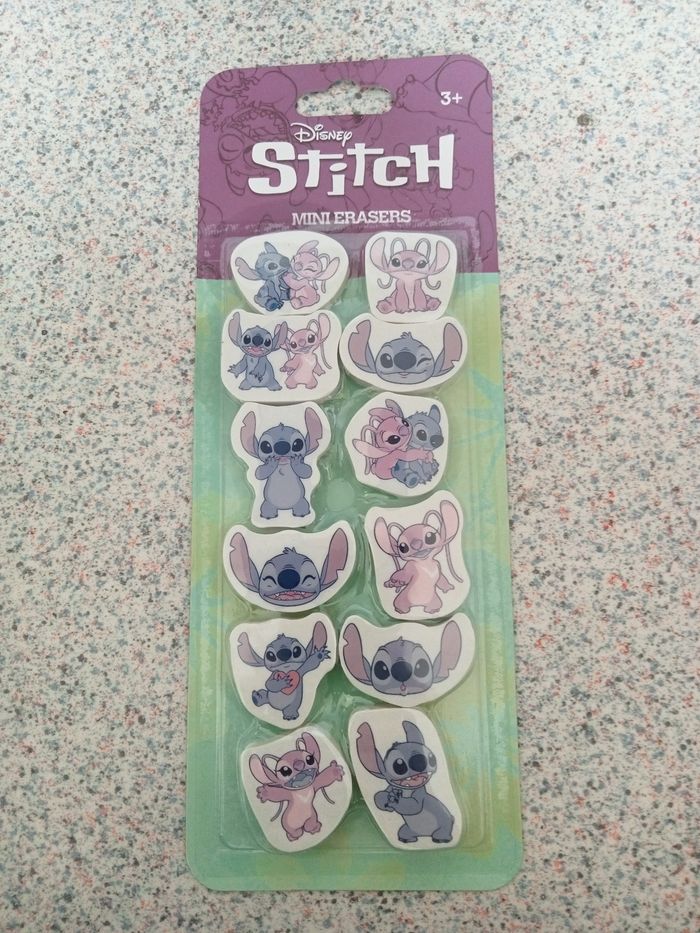 3+
Disney
Stitch
MINI ERASERS